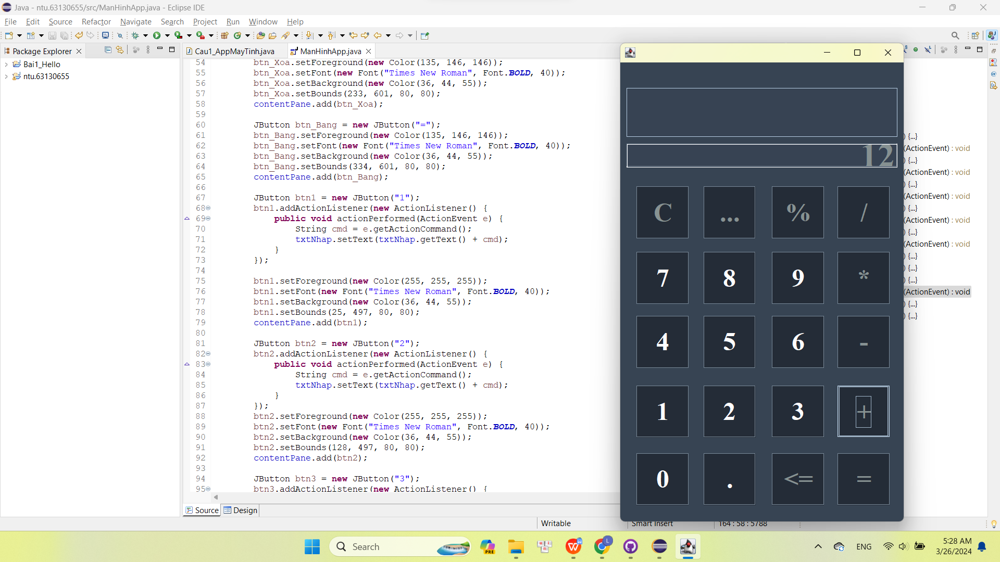 Java - ntu.63130655/src/ManHinhApp.java - Eclipse IDE
File Edit Source Refactor Navigate Search Project Run Window Help
Package Explorer
Cau1_AppMayTinh.java
ManHinhApp.java
Bai1_Hello
ntu.63130655
54 btn_Xoa.setForeground(new Color(135, 146, 146));
55 btn_Xoa.setFont(new Font("Times New Roman", Font.BOLD, 40));
56 btn_Xoa.setBackground(new Color(36, 44, 55));
57 btn_Xoa.setBounds(233, 601, 80, 80);
58 contentPane.add(btn_Xoa);
59
60 JButton btn_Bang = new JButton("=");
61 btn_Bang.setForeground(new Color(135, 146, 146));
62 btn_Bang.setFont(new Font("Times New Roman", Font.BOLD, 40));
63 btn_Bang.setBackground(new Color(36, 44, 55));
64 btn_Bang.setBounds(334, 601, 80, 80);
65 contentPane.add(btn_Bang);
66
67 JButton btn1 = new JButton("1");
68 btn1.addActionListener(new ActionListener() {
69 public void actionPerformed(ActionEvent e) {
70 String cmd = e.getActionCommand();
71 txtNhap.setText(txtNhap.getText() + cmd);
72 }
73 });
74
75 btn1.setForeground(new Color(255, 255, 255));
76 btn1.setFont(new Font("Times New Roman", Font.BOLD, 40));
77 btn1.setBackground(new Color(36, 44, 55));
78 btn1.setBounds(25, 497, 80, 80);
79 contentPane.add(btn1);
80
81 JButton btn2 = new JButton("2");
82 btn2.addActionListener(new ActionListener() {
83 public void actionPerformed(ActionEvent e) {
84 String cmd = e.getActionCommand();
85 txtNhap.setText(txtNhap.getText() + cmd);
86 }
87 });
88 btn2.setForeground(new Color(255, 255, 255));
89 btn2.setFont(new Font("Times New Roman", Font.BOLD, 40));
90 btn2.setBackground(new Color(36, 44, 55));
91 btn2.setBounds(128, 497, 80, 80);
92 contentPane.add(btn2);
93
94 JButton btn3 = new JButton("3");
95 btn3.addActionListener(new ActionListener() {
Source Design
12
C ... % /
7 8 9 *
4 5 6 -
1 2 3 +
0 . <= =
) {...}
(ActionEvent) : void
) {...}
(ActionEvent) : void
) {...}
(ActionEvent) : void
) {...}
(ActionEvent) : void
) {...}
(ActionEvent) : void
) {...}
) {...}
) {...}
(ActionEvent) : void
) {...}
) {...}
Writable
Smart Insert
164 : 58 : 5788
Search
PRE
L
ENG
5:28 AM
3/26/2024